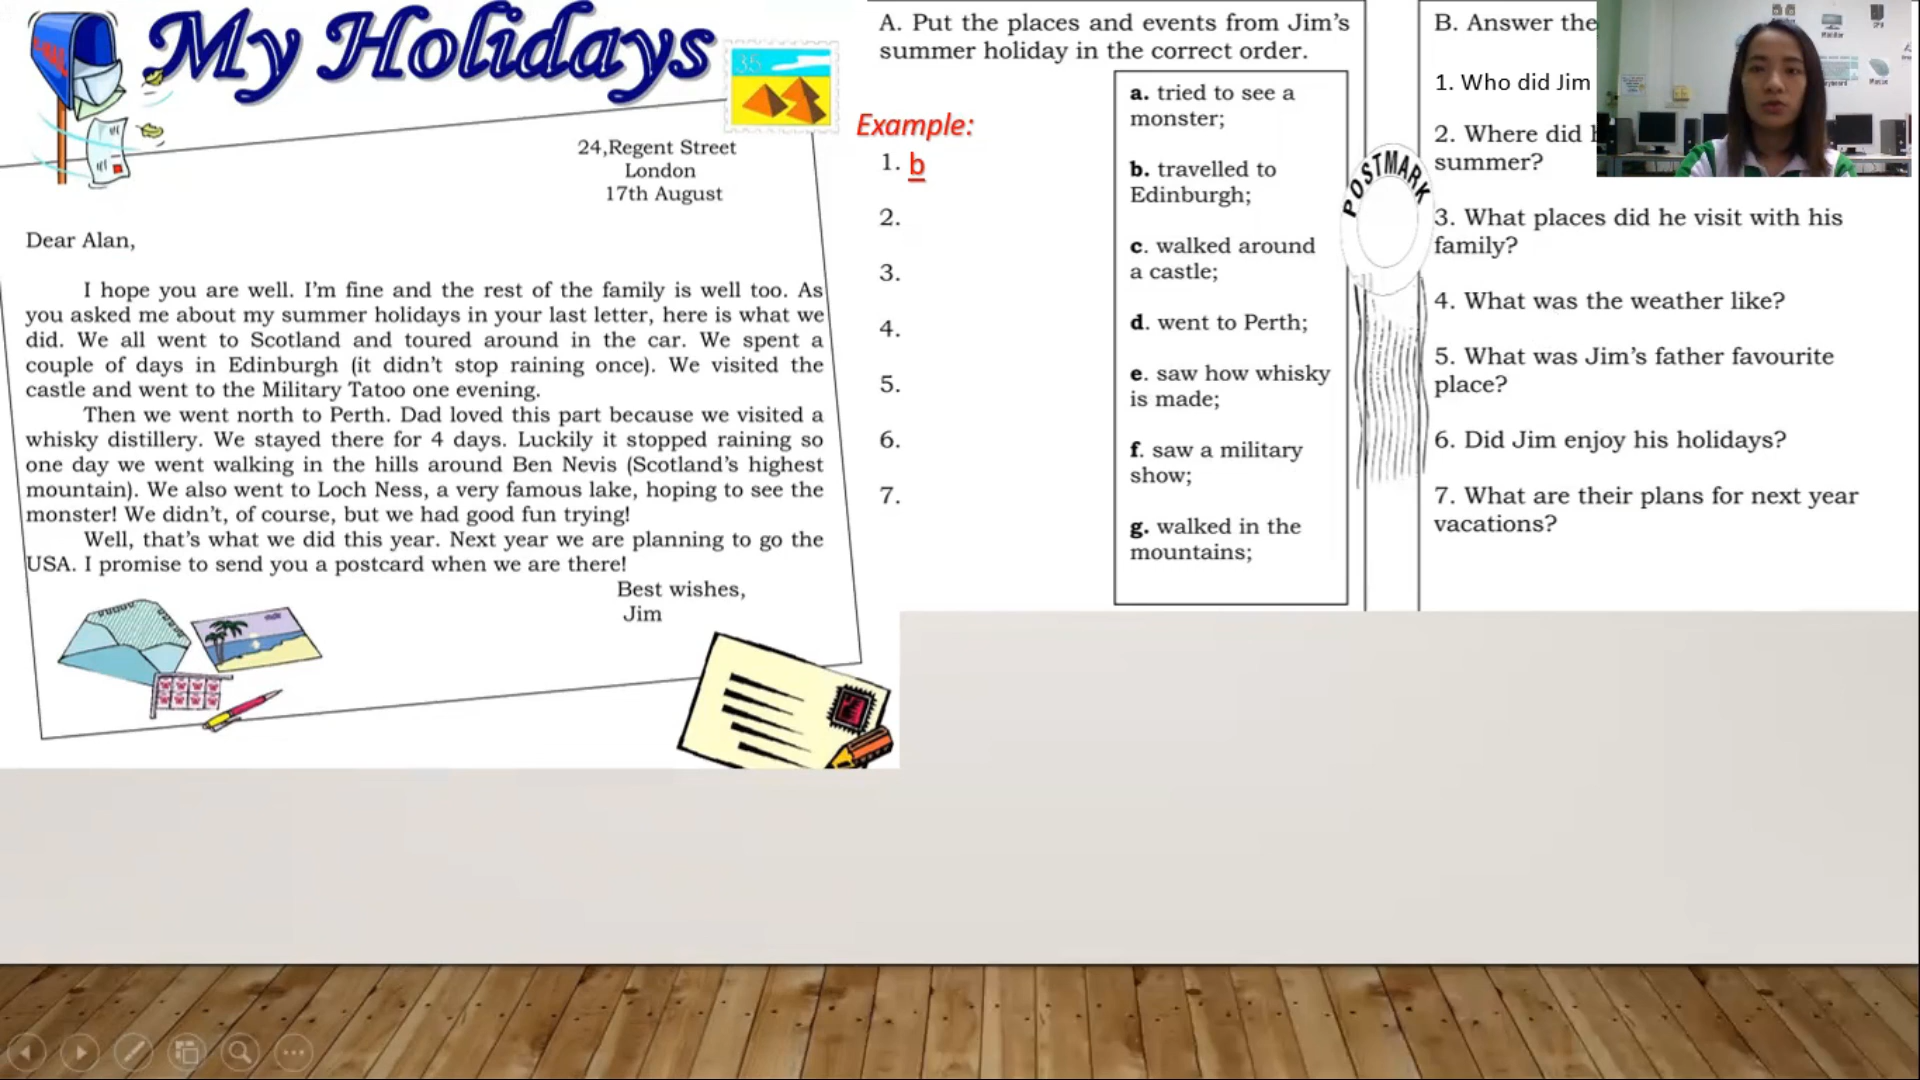 My Holidays
35
24,Regent Street
London
17th August
Dear Alan,
I hope you are well. I’m fine and the rest of the family is well too. As
you asked me about my summer holidays in your last letter, here is what we
did. We all went to Scotland and toured around in the car. We spent a
couple of days in Edinburgh (it didn’t stop raining once). We visited the
castle and went to the Military Tatoo one evening.
Then we went north to Perth. Dad loved this part because we visited a
whisky distillery. We stayed there for 4 days. Luckily it stopped raining so
one day we went walking in the hills around Ben Nevis (Scotland’s highest
mountain). We also went to Loch Ness, a very famous lake, hoping to see the
monster! We didn’t, of course, but we had good fun trying!
Well, that’s what we did this year. Next year we are planning to go the
USA. I promise to send you a postcard when we are there!
Best wishes,
Jim
A. Put the places and events from Jim’s
summer holiday in the correct order.
Example:
1. b
2.
3.
4.
5.
6.
7.
a. tried to see a
monster;
b. travelled to
Edinburgh;
c. walked around
a castle;
d. went to Perth;
e. saw how whisky
is made;
f. saw a military
show;
g. walked in the
mountains;
POSTMARK
B. Answer the
1. Who did Jim
2. Where did
summer?
3. What places did he visit with his
family?
4. What was the weather like?
5. What was Jim’s father favourite
place?
6. Did Jim enjoy his holidays?
7. What are their plans for next year
vacations?